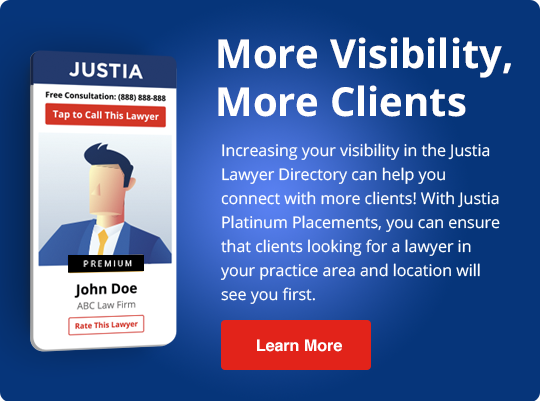 JUSTIA
Free Consultation: (888) 888-888
Tap to Call This Lawyer
PREMIUM
John Doe
ABC Law Firm
Rate This Lawyer
More Visibility,
More Clients
Increasing your visibility in the Justia
Lawyer Directory can help you
connect with more clients! With Justia
Platinum Placements, you can ensure
that clients looking for a lawyer in
your practice area and location will
see you first.
Learn More